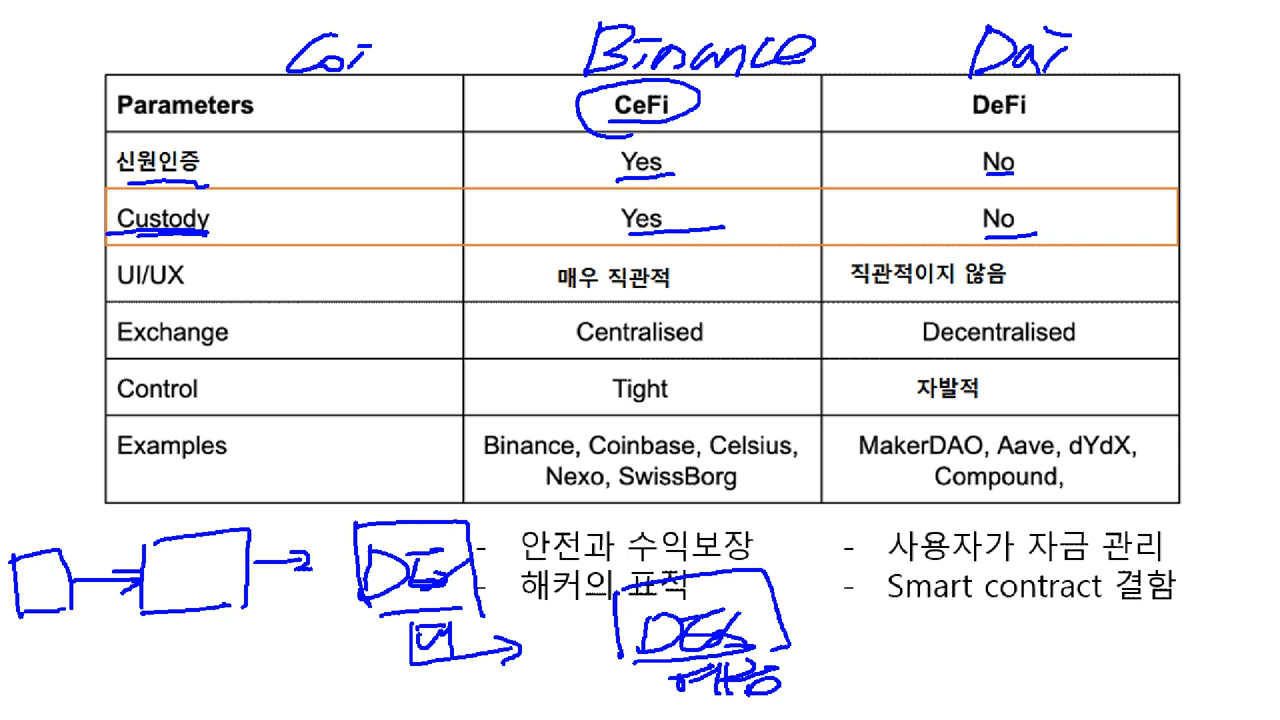 Coi Binance Dai
Parameters CeFi DeFi
신원인증 Yes No
Custody Yes No
UI/UX 매우 직관적 직관적이지 않음
Exchange Centralised Decentralised
Control Tight 자발적
Examples Binance, Coinbase, Celsius, MakerDAO, Aave, dYdX,
Nexo, SwissBorg Compound,
- 안전과 수익보장 - 사용자가 자금 관리
- 해커의 표적 - Smart contract 결함